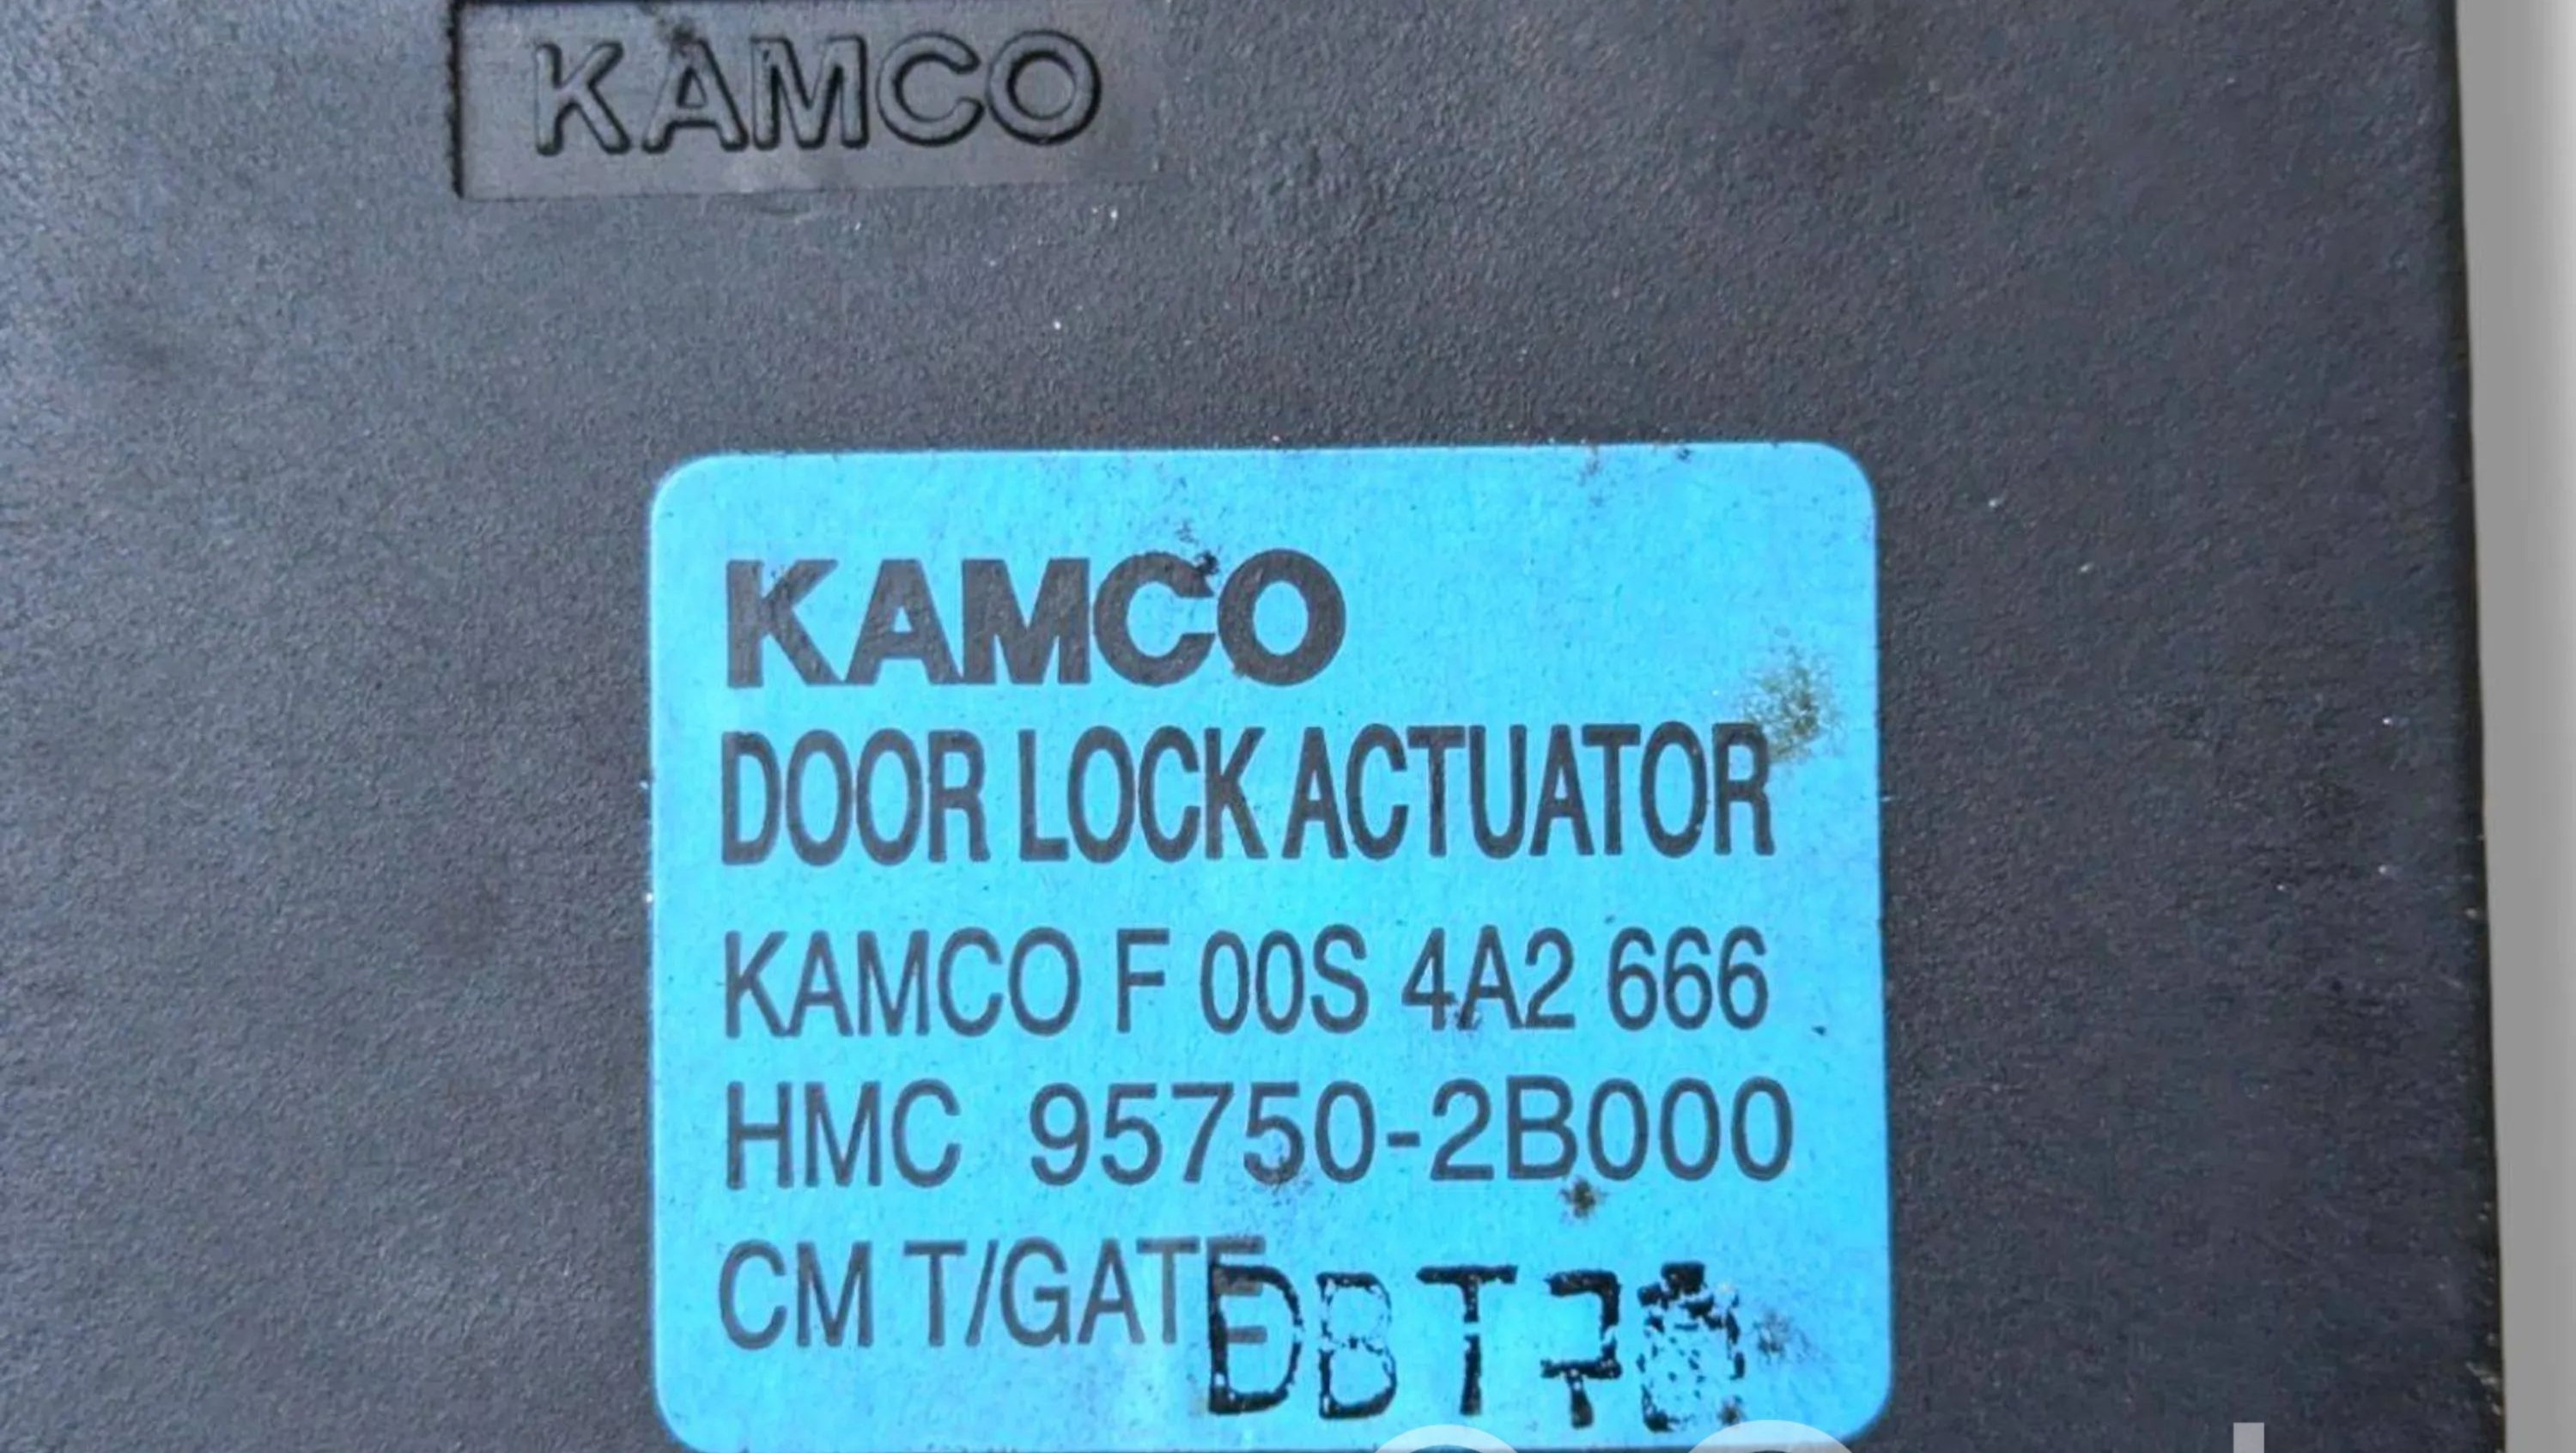 KAMCO
KAMCO
DOOR LOCK ACTUATOR
KAMCO F 00S 4A2 666
HMC 95750-2B000
CM T/GATE